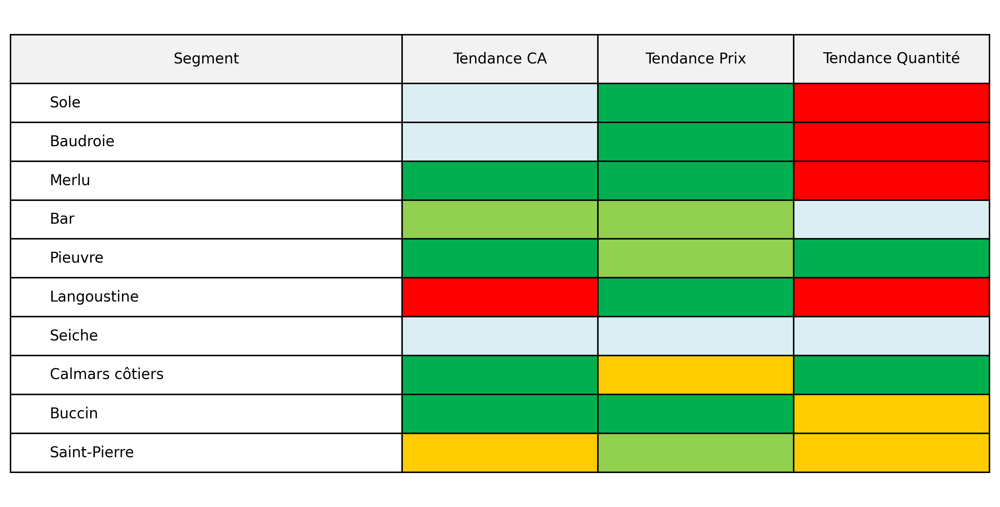 Segment Tendance CA Tendance Prix Tendance Quantité
Sole
Baudroie
Merlu
Bar
Pieuvre
Langoustine
Seiche
Calmars côtiers
Buccin
Saint-Pierre